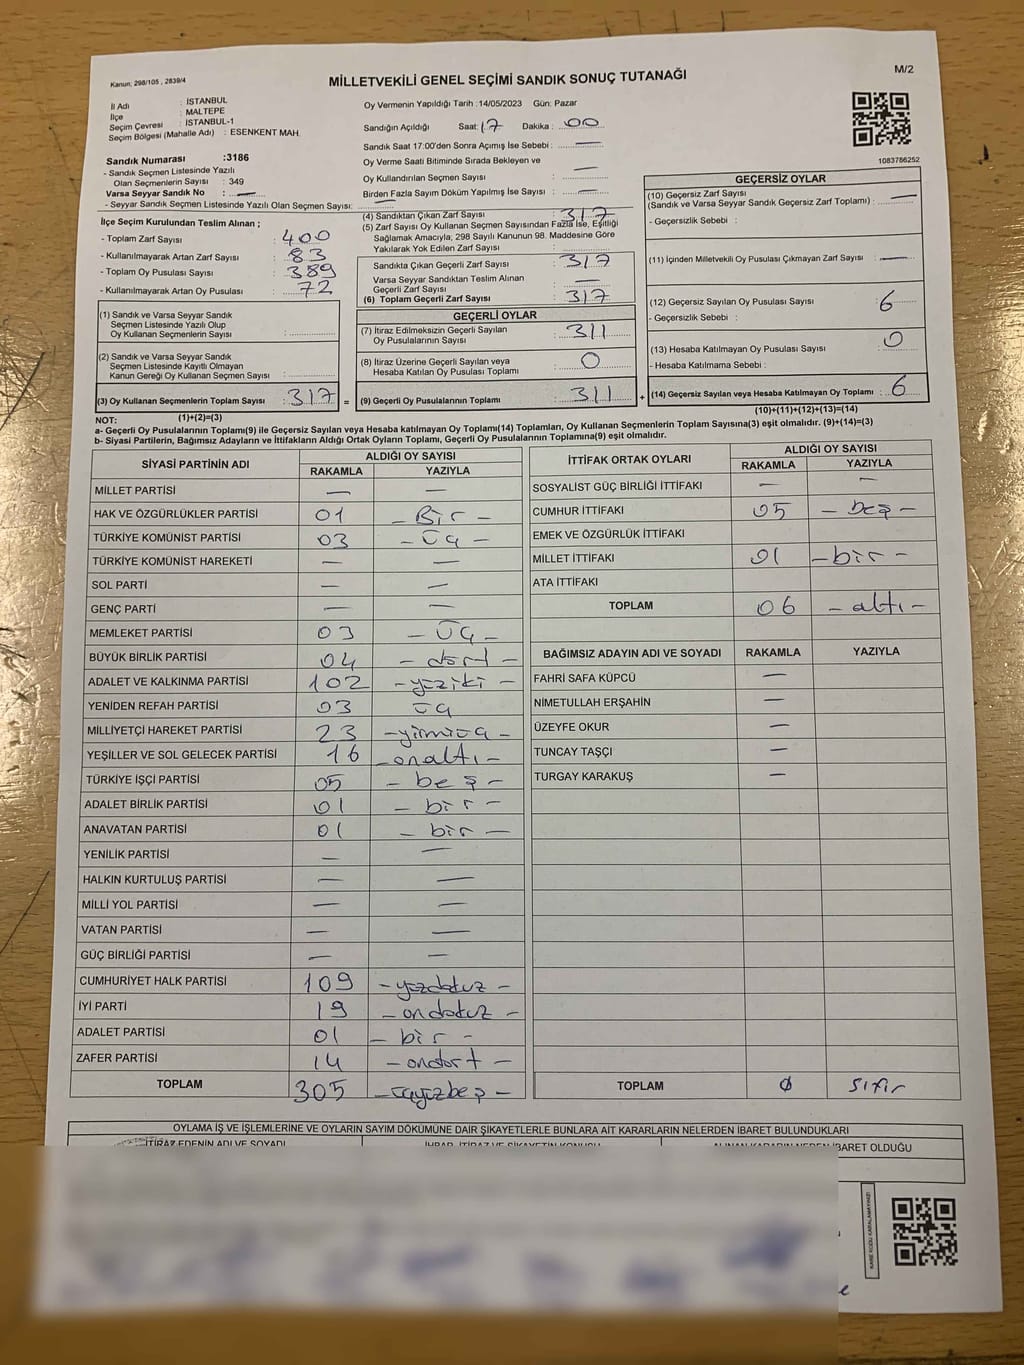 Kanun; 298/105 , 2839/4
MİLLETVEKİLİ GENEL SEÇİMİ SANDIK SONUÇ TUTANAĞI
M/2
İl Adı : İSTANBUL
İlçe : MALTEPE
Seçim Çevresi : İSTANBUL-1
Seçim Bölgesi (Mahalle Adı) : ESENKENT MAH.
Sandık Numarası :3186
- Sandık Seçmen Listesinde Yazılı
Olan Seçmenlerin Sayısı : 349
Varsa Seyyar Sandık No : —
- Seyyar Sandık Seçmen Listesinde Yazılı Olan Seçmen Sayısı: —
Oy Vermenin Yapıldığı Tarih :14/05/2023 Gün: Pazar
Sandığın Açıldığı Saat: 17 Dakika : 00
Sandık Saat 17:00'den Sonra Açımış İse Sebebi : —
Oy Verme Saati Bitiminde Sırada Bekleyen ve
Oy Kullandırılan Seçmen Sayısı : —
Birden Fazla Sayım Döküm Yapılmış İse Sayısı : —
1083786252
İlçe Seçim Kurulundan Teslim Alınan ;
- Toplam Zarf Sayısı : 400
- Kullanılmayarak Artan Zarf Sayısı : 83
- Toplam Oy Pusulası Sayısı : 389
- Kullanılmayarak Artan Oy Pusulası : 72
(1) Sandık ve Varsa Seyyar Sandık
Seçmen Listesinde Yazılı Olup
Oy Kullanan Seçmenlerin Sayısı :
(2) Sandık ve Varsa Seyyar Sandık
Seçmen Listesinde Kayıtlı Olmayan
Kanun Gereği Oy Kullanan Seçmen Sayısı :
(3) Oy Kullanan Seçmenlerin Toplam Sayısı : 317 =
(1)+(2)=(3)
(4) Sandıktan Çıkan Zarf Sayısı : 317
(5) Zarf Sayısı Oy Kullanan Seçmen Sayısından Fazla İse, Eşitliği
Sağlamak Amacıyla, 298 Sayılı Kanunun 98. Maddesine Göre
Yakılarak Yok Edilen Zarf Sayısı :
Sandıkta Çıkan Geçerli Zarf Sayısı : 317
Varsa Seyyar Sandıktan Teslim Alınan
Geçerli Zarf Sayısı : —
(6) Toplam Geçerli Zarf Sayısı : 317
GEÇERLİ OYLAR
(7) İtiraz Edilmeksizin Geçerli Sayılan
Oy Pusulalarının Sayısı : 311
(8) İtiraz Üzerine Geçerli Sayılan veya
Hesaba Katılan Oy Pusulası Toplamı : 0
(9) Geçerli Oy Pusulalarının Toplamı : 311 +
GEÇERSİZ OYLAR
(10) Geçersiz Zarf Sayısı
(Sandık ve Varsa Seyyar Sandık Geçersiz Zarf Toplamı) : —
- Geçersizlik Sebebi :
(11) İçinden Milletvekili Oy Pusulası Çıkmayan Zarf Sayısı : —
(12) Geçersiz Sayılan Oy Pusulası Sayısı : 6
- Geçersizlik Sebebi :
(13) Hesaba Katılmayan Oy Pusulası Sayısı : 0
- Hesaba Katılmama Sebebi :
(14) Geçersiz Sayılan veya Hesaba Katılmayan Oy Toplamı : 6
(10)+(11)+(12)+(13)=(14)
NOT:
a- Geçerli Oy Pusulalarının Toplamı(9) ile Geçersiz Sayılan veya Hesaba Katılmayan Oy Toplamı(14) Toplamları, Oy Kullanan Seçmenlerin Toplam Sayısına(3) eşit olmalıdır. (9)+(14)=(3)
b- Siyasi Partilerin, Bağımsız Adayların ve İttifakların Aldığı Ortak Oyların Toplamı, Geçerli Oy Pusulalarının Toplamına(9) eşit olmalıdır.
SİYASİ PARTİNİN ADI ALDIĞI OY SAYISI
RAKAMLA YAZIYLA
MİLLET PARTİSİ — —
HAK VE ÖZGÜRLÜKLER PARTİSİ 01 - Bir -
TÜRKİYE KOMÜNİST PARTİSİ 03 - üç -
TÜRKİYE KOMÜNİST HAREKETİ — —
SOL PARTİ — —
GENÇ PARTİ — —
MEMLEKET PARTİSİ 03 - üç -
BÜYÜK BİRLİK PARTİSİ 04 - dört -
ADALET VE KALKINMA PARTİSİ 102 - yüziki -
YENİDEN REFAH PARTİSİ 03 üç
MİLLİYETÇİ HAREKET PARTİSİ 23 - yirmiüç -
YEŞİLLER VE SOL GELECEK PARTİSİ 16 - onaltı -
TÜRKİYE İŞÇİ PARTİSİ 05 - beş -
ADALET BİRLİK PARTİSİ 01 - bir -
ANAVATAN PARTİSİ 01 - bir -
YENİLİK PARTİSİ — —
HALKIN KURTULUŞ PARTİSİ — —
MİLLİ YOL PARTİSİ — —
VATAN PARTİSİ — —
GÜÇ BİRLİĞİ PARTİSİ — —
CUMHURİYET HALK PARTİSİ 109 - yüzdokuz -
İYİ PARTİ 19 - ondokuz -
ADALET PARTİSİ 01 - bir -
ZAFER PARTİSİ 14 - ondört -
TOPLAM 305 - üçyüzbeş -
İTTİFAK ORTAK OYLARI ALDIĞI OY SAYISI
RAKAMLA YAZIYLA
SOSYALİST GÜÇ BİRLİĞİ İTTİFAKI — —
CUMHUR İTTİFAKI 05 - beş -
EMEK VE ÖZGÜRLÜK İTTİFAKI
MİLLET İTTİFAKI 01 - bir -
ATA İTTİFAKI
TOPLAM 06 - altı -
BAĞIMSIZ ADAYIN ADI VE SOYADI RAKAMLA YAZIYLA
FAHRİ SAFA KÜPCÜ —
NİMETULLAH ERŞAHİN —
ÜZEYFE OKUR —
TUNCAY TAŞÇI —
TURGAY KARAKUŞ —
TOPLAM 0 sıfır
OYLAMA İŞ VE İŞLEMLERİNE VE OYLARIN SAYIM DÖKÜMÜNE DAİR ŞİKAYETLERLE BUNLARA AİT KARARLARIN NELERDEN İBARET BULUNDUKLARI
İTİRAZ EDENİN ADI VE SOYADI İHBAR, İTİRAZ VE ŞİKAYETİN KONUSU ALINAN KARARIN NEDEN İBARET OLDUĞU
KARE KODU KARALAMAYINIZ!